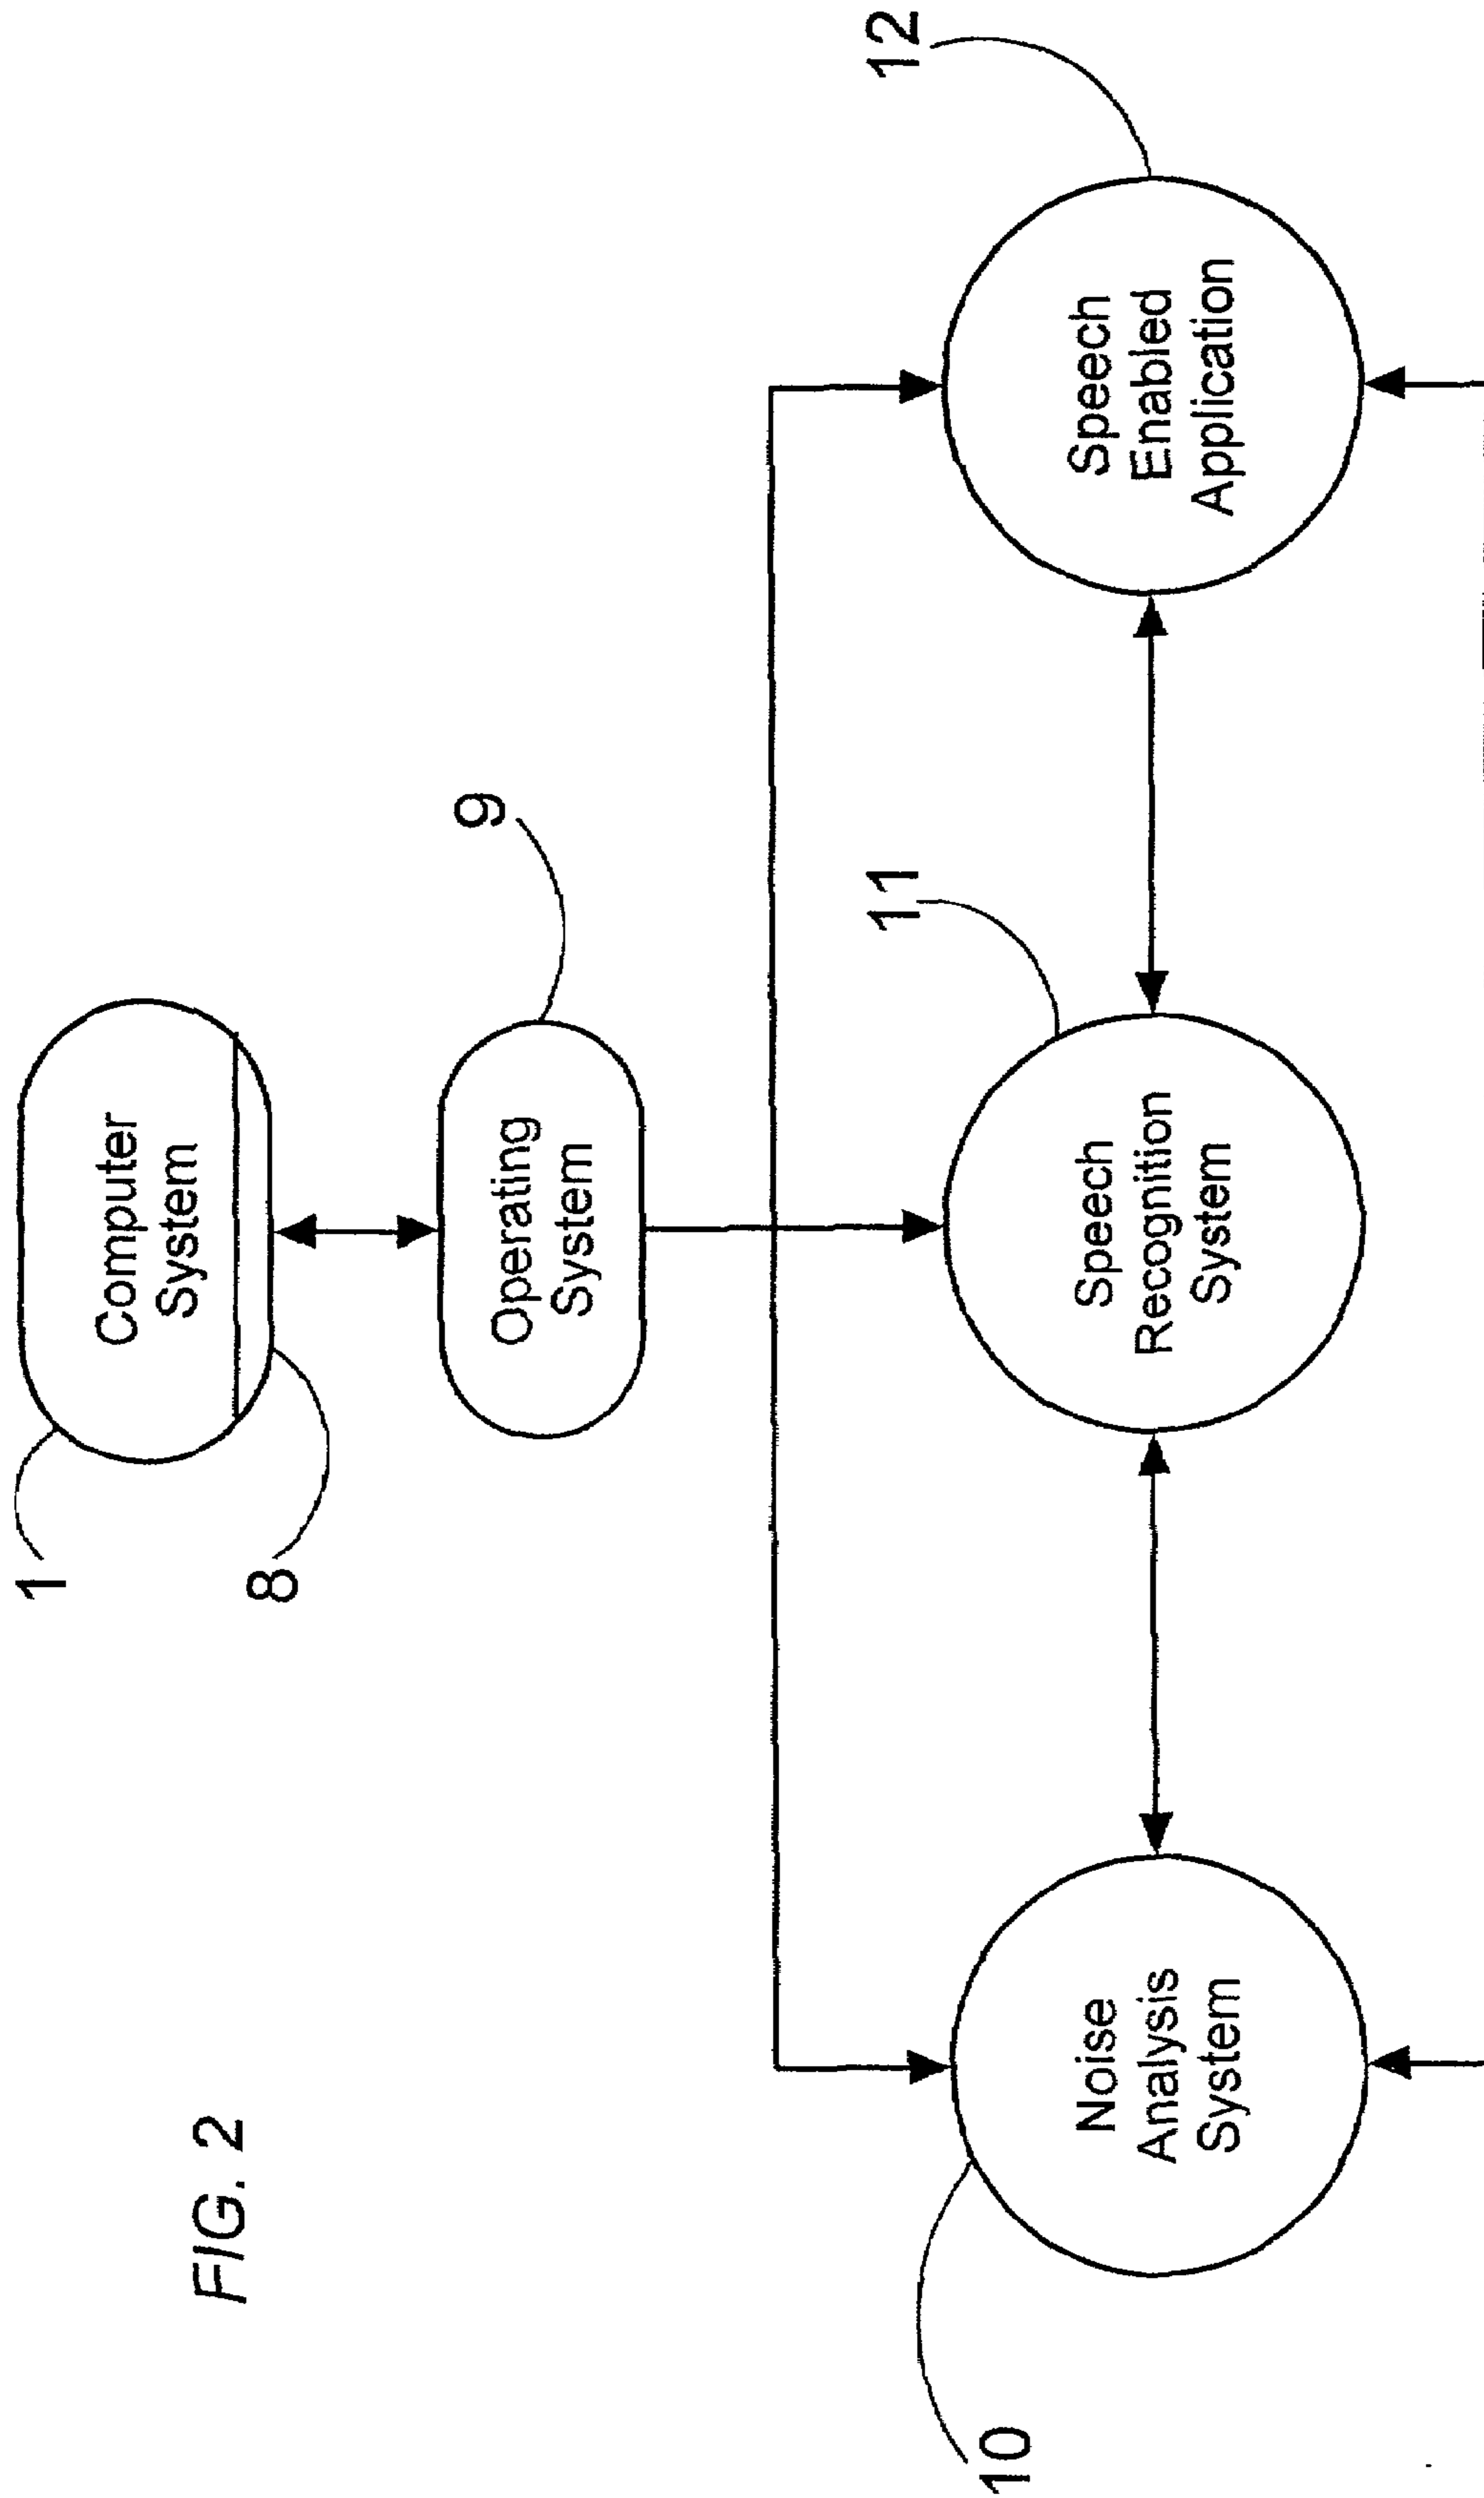 FIG. 2
1
Computer
System
8
9
Operating
System
10
Noise
Analysis
System
11
Speech
Recognition
System
12
Speech
Enabled
Application